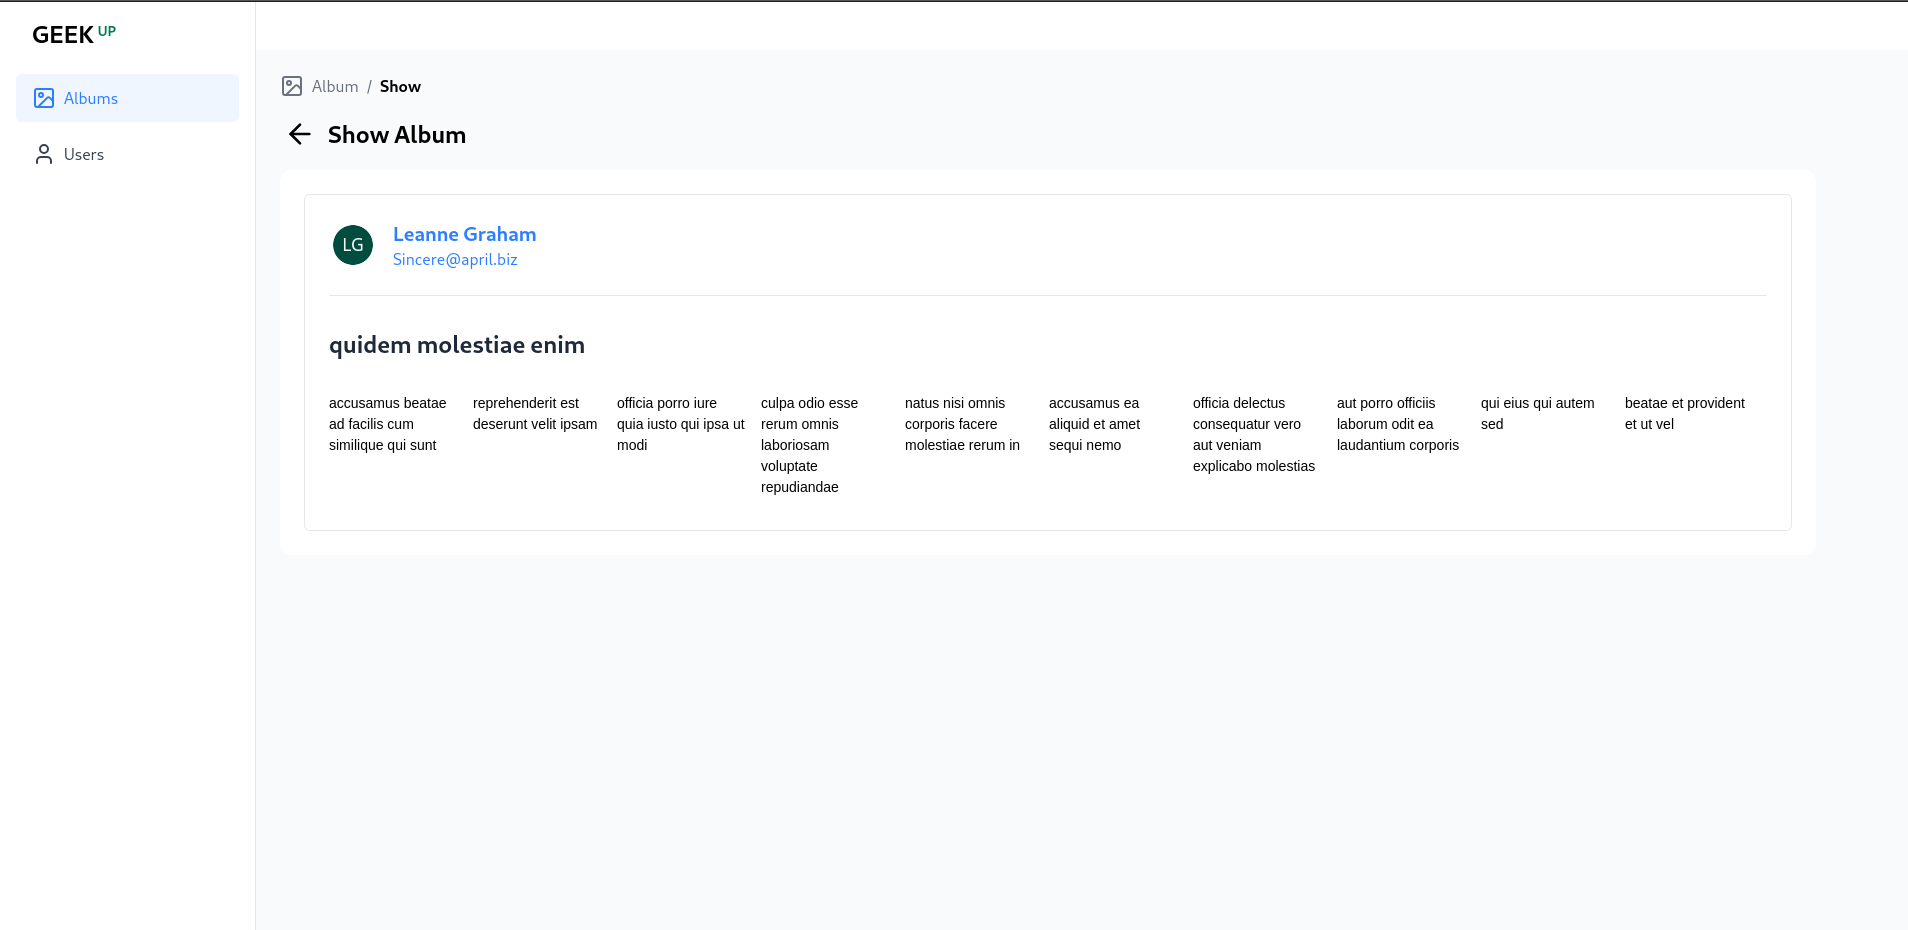 GEEK UP
Albums
Users
Album / Show
Show Album
LG
Leanne Graham
Sincere@april.biz
quidem molestiae enim
accusamus beatae
ad facilis cum
similique qui sunt
reprehenderit est
deserunt velit ipsam
officia porro iure
quia iusto qui ipsa ut
modi
culpa odio esse
rerum omnis
laboriosam
voluptate
repudiandae
natus nisi omnis
corporis facere
molestiae rerum in
accusamus ea
aliquid et amet
sequi nemo
officia delectus
consequatur vero
aut veniam
explicabo molestias
aut porro officiis
laborum odit ea
laudantium corporis
qui eius qui autem
sed
beatae et provident
et ut vel